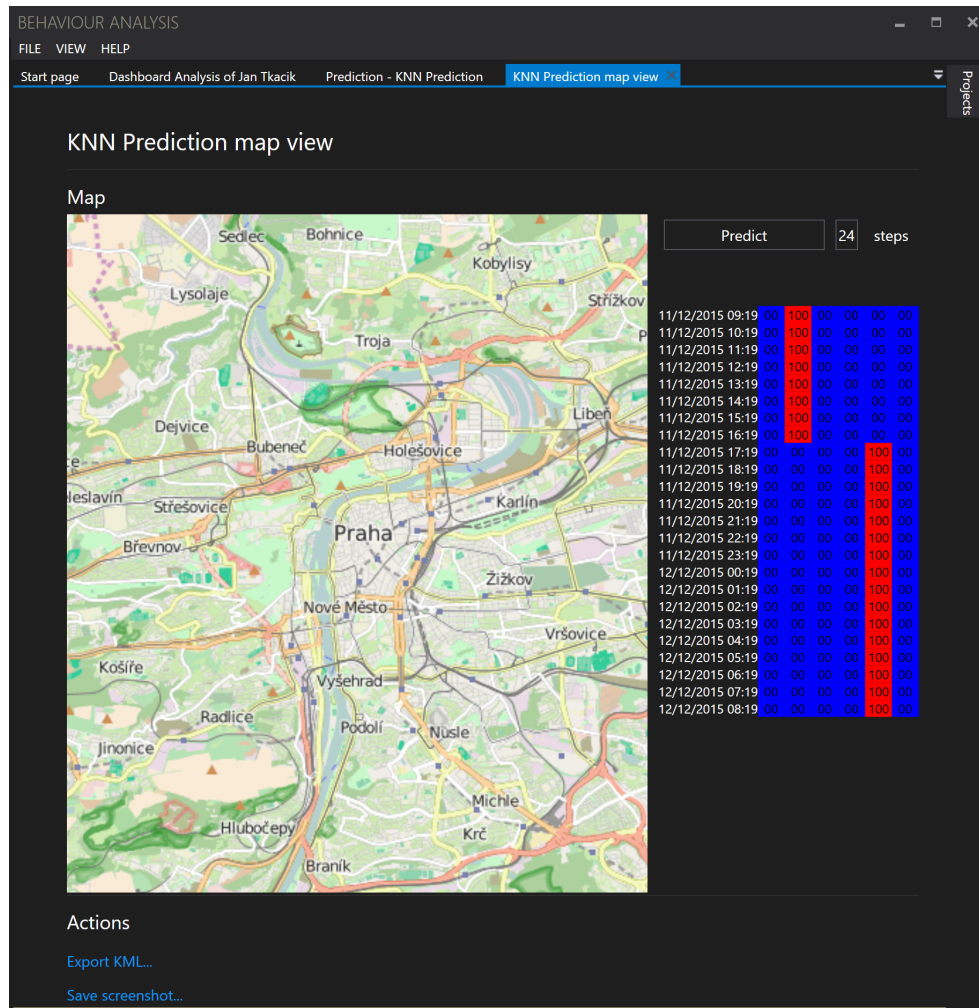 BEHAVIOUR ANALYSIS
FILE VIEW HELP
Start page Dashboard Analysis of Jan Tkacik Prediction - KNN Prediction KNN Prediction map view
Projects
KNN Prediction map view
Map
Predict 24 steps
Sedlec Bohnice
Kobylisy
Lysolaje
Střížkov
Troja
P
Libeň
Dejvice
Bubeneč
Holešovice
e
leslavín
Střešovice
Karlín
Praha
Břevnov
Žižkov
Nové Město
Vršovice
Košíře
Vyšehrad
Radlice
Podolí
Nusle
Jinonice
Michle
Hlubočepy
Krč
Braník
11/12/2015 09:19 00 100 00 00 00 00
11/12/2015 10:19 00 100 00 00 00 00
11/12/2015 11:19 00 100 00 00 00 00
11/12/2015 12:19 00 100 00 00 00 00
11/12/2015 13:19 00 100 00 00 00 00
11/12/2015 14:19 00 100 00 00 00 00
11/12/2015 15:19 00 100 00 00 00 00
11/12/2015 16:19 00 100 00 00 00 00
11/12/2015 17:19 00 00 00 00 100 00
11/12/2015 18:19 00 00 00 00 100 00
11/12/2015 19:19 00 00 00 00 100 00
11/12/2015 20:19 00 00 00 00 100 00
11/12/2015 21:19 00 00 00 00 100 00
11/12/2015 22:19 00 00 00 00 100 00
11/12/2015 23:19 00 00 00 00 100 00
12/12/2015 00:19 00 00 00 00 100 00
12/12/2015 01:19 00 00 00 00 100 00
12/12/2015 02:19 00 00 00 00 100 00
12/12/2015 03:19 00 00 00 00 100 00
12/12/2015 04:19 00 00 00 00 100 00
12/12/2015 05:19 00 00 00 00 100 00
12/12/2015 06:19 00 00 00 00 100 00
12/12/2015 07:19 00 00 00 00 100 00
12/12/2015 08:19 00 00 00 00 100 00
Actions
Export KML...
Save screenshot...